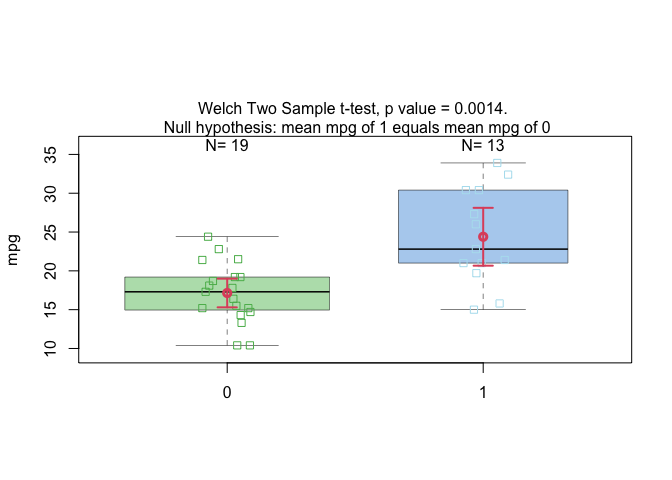 Welch Two Sample t-test, p value = 0.0014.
Null hypothesis: mean mpg of 1 equals mean mpg of 0
N= 19
N= 13
mpg
35
30
25
20
15
10
0
1